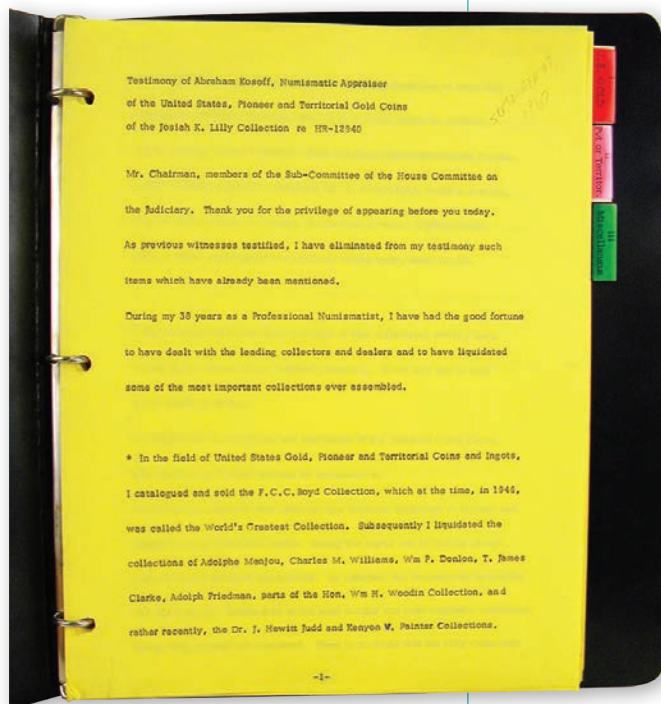 Testimony of Abraham Kosoff, Numismatic Appraiser
of the United States, Pioneer and Territorial Gold Coins
of the Josiah K. Lilly Collection re HR-12940
Mr. Chairman, members of the Sub-Committee of the House Committee on
the Judiciary. Thank you for the privilege of appearing before you today.
As previous witnesses testified, I have eliminated from my testimony such
items which have already been mentioned.
During my 38 years as a Professional Numismatist, I have had the good fortune
to have dealt with the leading collectors and dealers and to have liquidated
some of the most important collections ever assembled.
* In the field of United States Gold, Pioneer and Territorial Coins and Ingots,
I catalogued and sold the F.C.C. Boyd Collection, which at the time, in 1946,
was called the World's Greatest Collection. Subsequently I liquidated the
collections of Adolphe Menjou, Charles M. Williams, Wm P. Donlon, T. James
Clarke, Adolph Friedman, parts of the Hon. Wm H. Woodin Collection, and
rather recently, the Dr. J. Hewitt Judd and Kenyon V. Painter Collections.
-1-
Pvt or Territor.
III
Miscellaneous